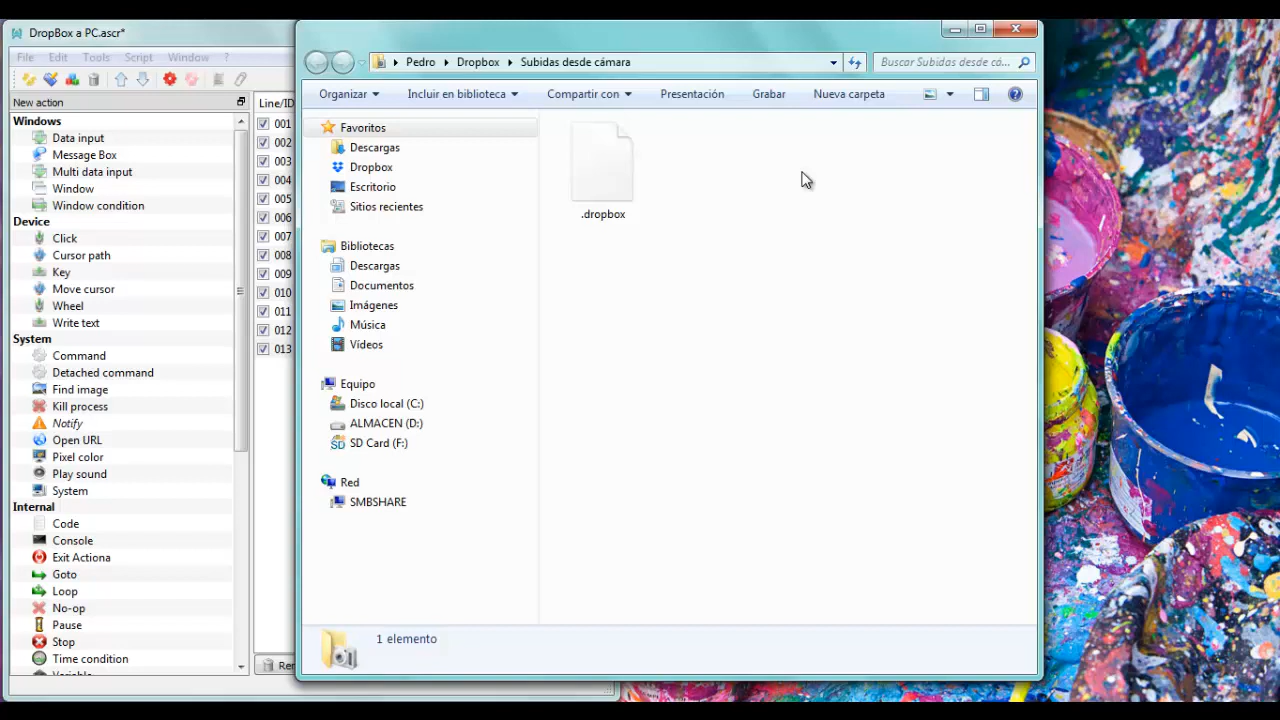 DropBox a PC.ascr*
File Edit Tools Script Window ?
New action
Windows
Data input
Message Box
Multi data input
Window
Window condition
Device
Click
Cursor path
Key
Move cursor
Wheel
Write text
System
Command
Detached command
Find image
Kill process
Notify
Open URL
Pixel color
Play sound
System
Internal
Code
Console
Exit Actiona
Goto
Loop
No-op
Pause
Stop
Time condition
Line/ID
001
002
003
004
005
006
007
008
009
010
011
012
013
Pedro Dropbox Subidas desde cámara
Buscar Subidas desde cá...
Organizar Incluir en biblioteca Compartir con Presentación Grabar Nueva carpeta
Favoritos
Descargas
Dropbox
Escritorio
Sitios recientes
Bibliotecas
Descargas
Documentos
Imágenes
Música
Vídeos
Equipo
Disco local (C:)
ALMACEN (D:)
SD Card (F:)
Red
SMBSHARE
.dropbox
1 elemento